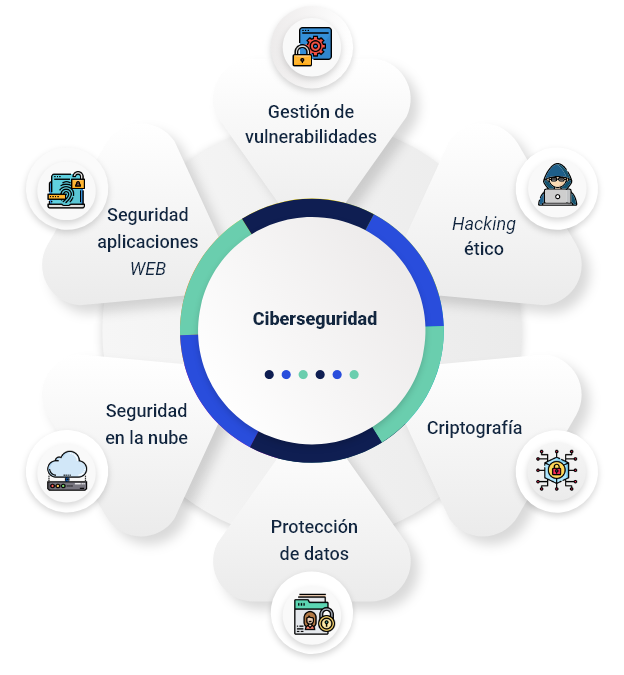 Gestión de
vulnerabilidades
Hacking
ético
Criptografía
Protección
de datos
Seguridad
en la nube
Seguridad
aplicaciones
WEB
Ciberseguridad